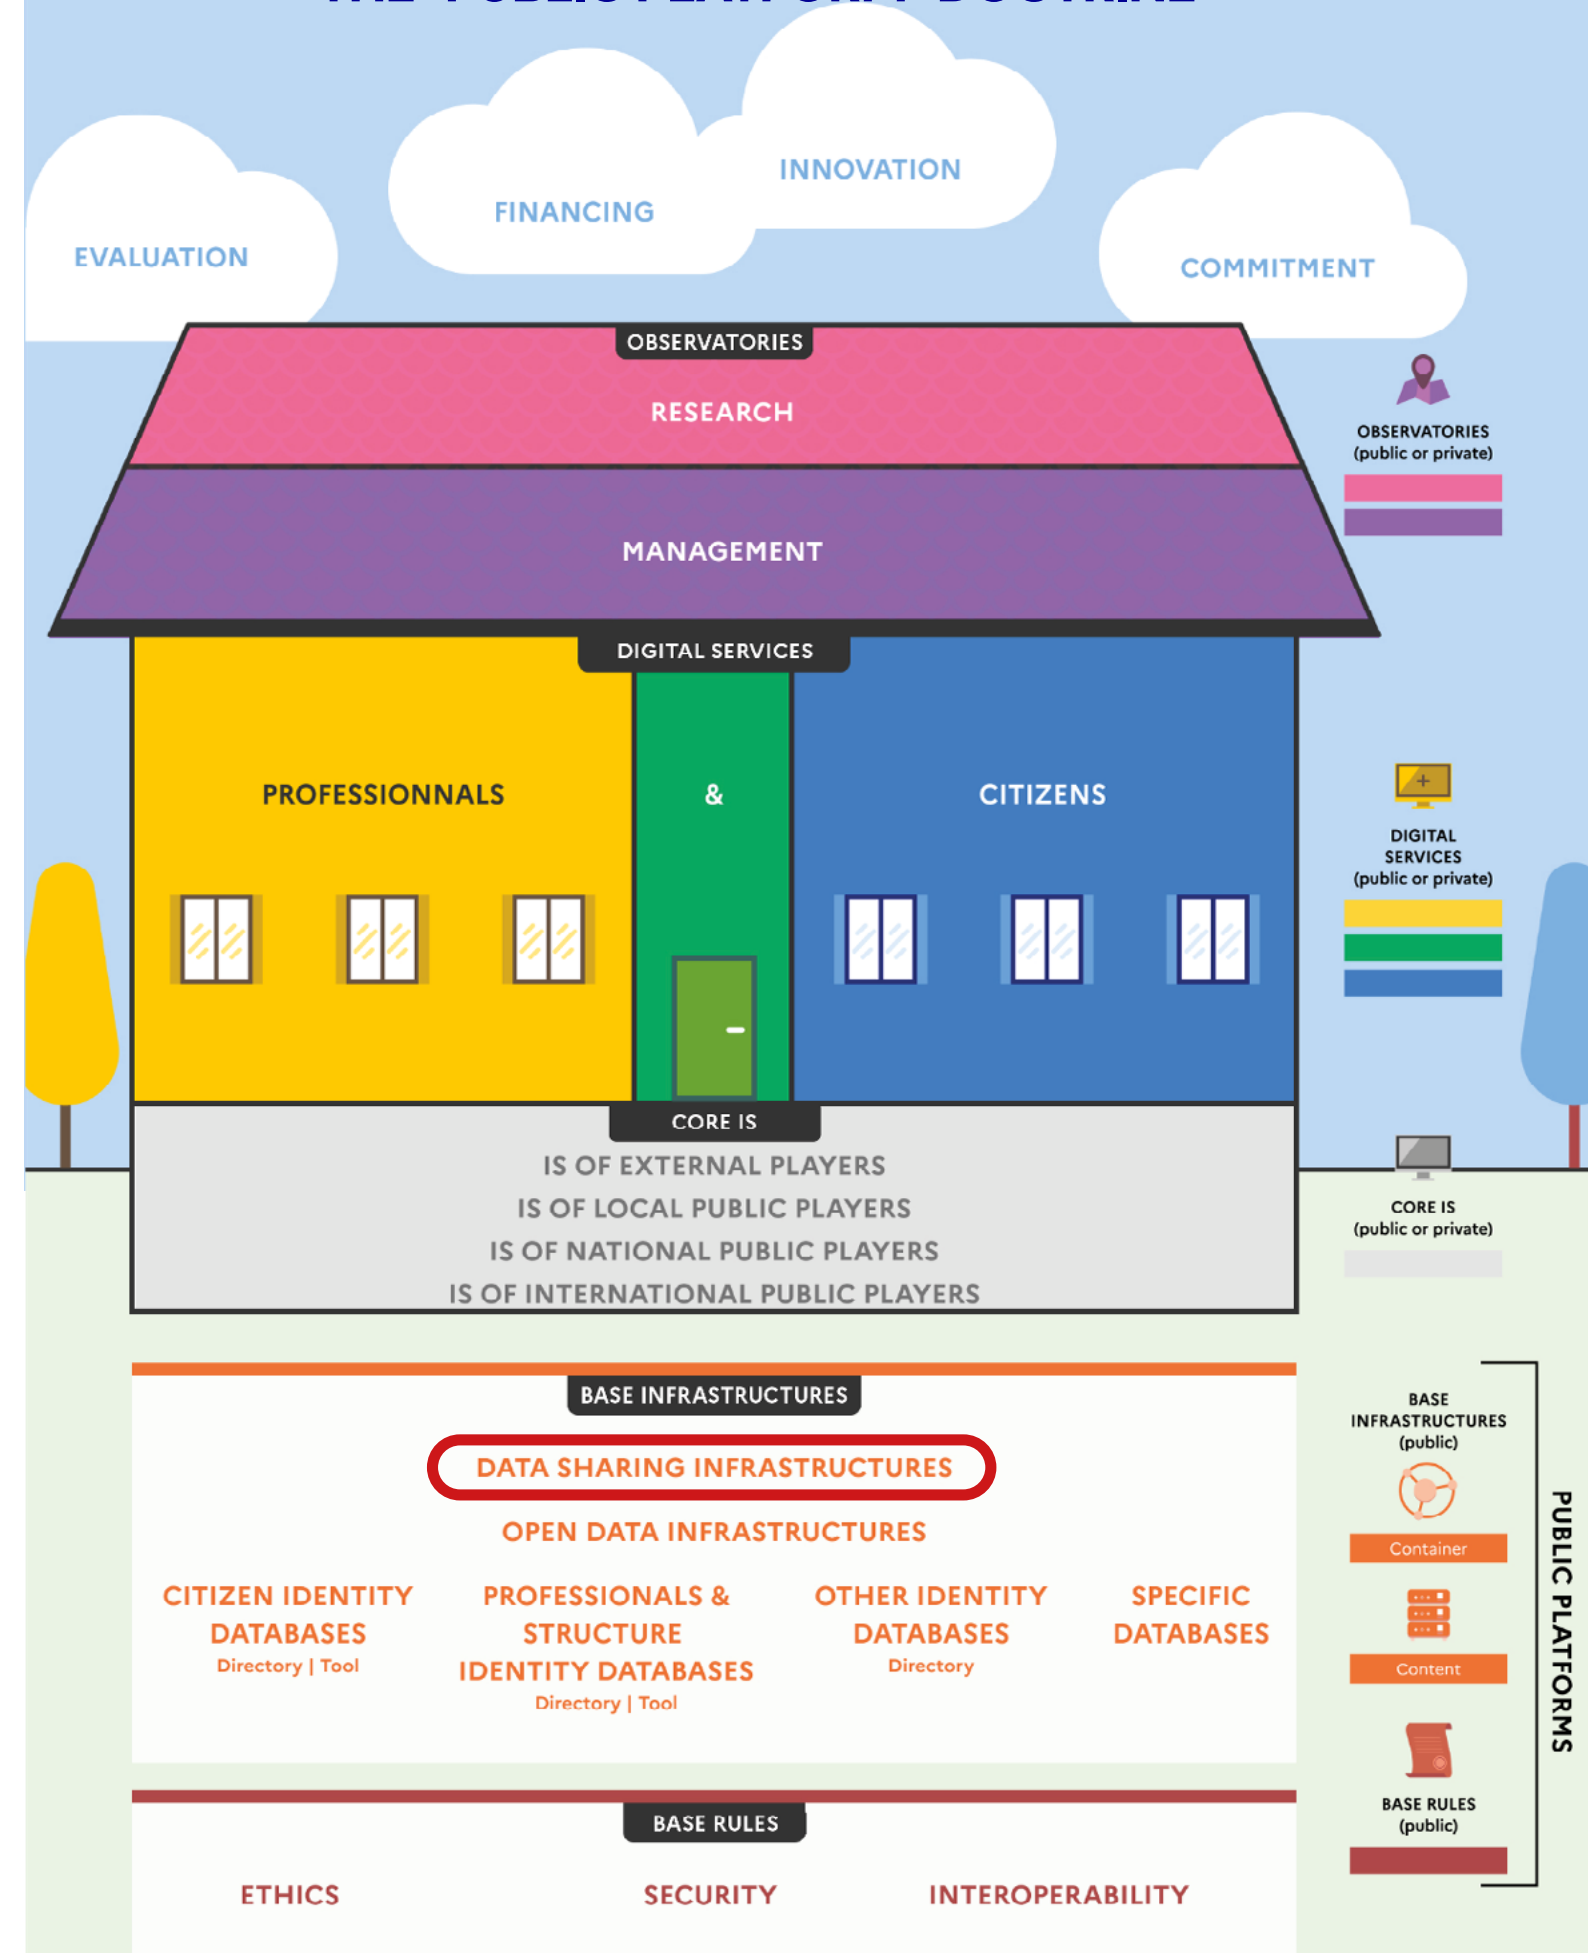 INNOVATION
FINANCING
EVALUATION
COMMITMENT
OBSERVATORIES
RESEARCH
MANAGEMENT
OBSERVATORIES
(public or private)
DIGITAL SERVICES
PROFESSIONNALS
&
CITIZENS
DIGITAL
SERVICES
(public or private)
CORE IS
IS OF EXTERNAL PLAYERS
IS OF LOCAL PUBLIC PLAYERS
IS OF NATIONAL PUBLIC PLAYERS
IS OF INTERNATIONAL PUBLIC PLAYERS
CORE IS
(public or private)
BASE INFRASTRUCTURES
DATA SHARING INFRASTRUCTURES
OPEN DATA INFRASTRUCTURES
CITIZEN IDENTITY
DATABASES
Directory | Tool
PROFESSIONALS &
STRUCTURE
IDENTITY DATABASES
Directory | Tool
OTHER IDENTITY
DATABASES
Directory
SPECIFIC
DATABASES
BASE
INFRASTRUCTURES
(public)
Container
Content
BASE RULES
(public)
PUBLIC PLATFORMS
BASE RULES
ETHICS
SECURITY
INTEROPERABILITY